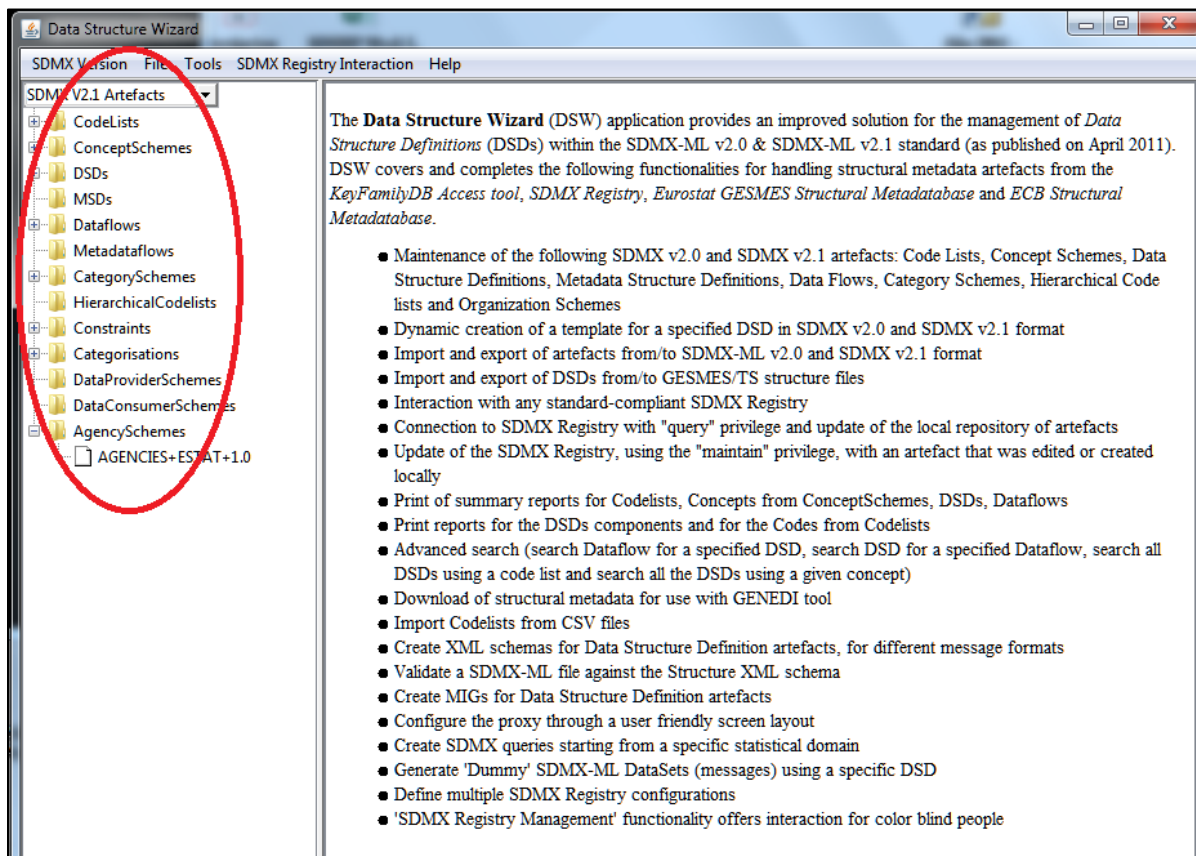 Data Structure Wizard
SDMX Version File Tools SDMX Registry Interaction Help
SDMX V2.1 Artefacts
CodeLists
ConceptSchemes
DSDs
MSDs
Dataflows
Metadataflows
CategorySchemes
HierarchicalCodelists
Constraints
Categorisations
DataProviderSchemes
DataConsumerSchemes
AgencySchemes
AGENCIES+ESTAT+1.0
The Data Structure Wizard (DSW) application provides an improved solution for the management of Data
Structure Definitions (DSDs) within the SDMX-ML v2.0 & SDMX-ML v2.1 standard (as published on April 2011).
DSW covers and completes the following functionalities for handling structural metadata artefacts from the
KeyFamilyDB Access tool, SDMX Registry, Eurostat GESMES Structural Metadatabase and ECB Structural
Metadatabase.
● Maintenance of the following SDMX v2.0 and SDMX v2.1 artefacts: Code Lists, Concept Schemes, Data
Structure Definitions, Metadata Structure Definitions, Data Flows, Category Schemes, Hierarchical Code
lists and Organization Schemes
● Dynamic creation of a template for a specified DSD in SDMX v2.0 and SDMX v2.1 format
● Import and export of artefacts from/to SDMX-ML v2.0 and SDMX v2.1 format
● Import and export of DSDs from/to GESMES/TS structure files
● Interaction with any standard-compliant SDMX Registry
● Connection to SDMX Registry with "query" privilege and update of the local repository of artefacts
● Update of the SDMX Registry, using the "maintain" privilege, with an artefact that was edited or created
locally
● Print of summary reports for Codelists, Concepts from ConceptSchemes, DSDs, Dataflows
● Print reports for the DSDs components and for the Codes from Codelists
● Advanced search (search Dataflow for a specified DSD, search DSD for a specified Dataflow, search all
DSDs using a code list and search all the DSDs using a given concept)
● Download of structural metadata for use with GENEDI tool
● Import Codelists from CSV files
● Create XML schemas for Data Structure Definition artefacts, for different message formats
● Validate a SDMX-ML file against the Structure XML schema
● Create MIGs for Data Structure Definition artefacts
● Configure the proxy through a user friendly screen layout
● Create SDMX queries starting from a specific statistical domain
● Generate 'Dummy' SDMX-ML DataSets (messages) using a specific DSD
● Define multiple SDMX Registry configurations
● 'SDMX Registry Management' functionality offers interaction for color blind people